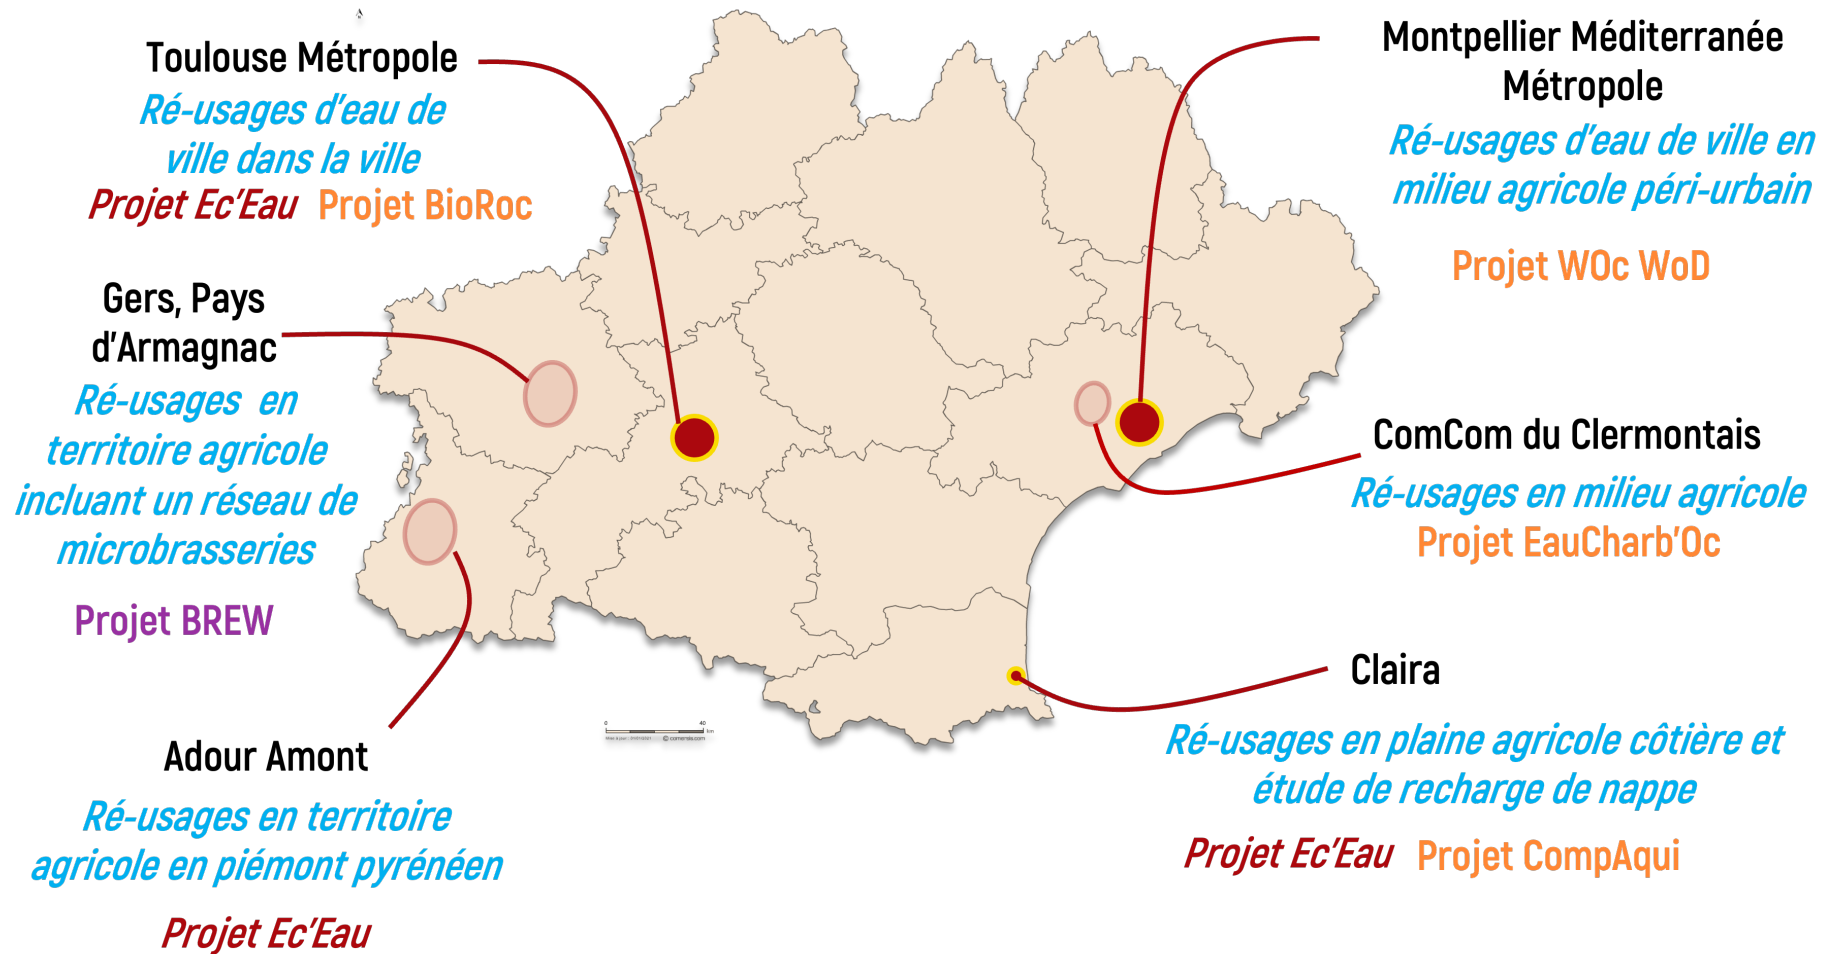 Toulouse Métropole
Ré-usages d'eau de
ville dans la ville
Projet Ec'Eau Projet BioRoc
Montpellier Méditerranée
Métropole
Ré-usages d'eau de ville en
milieu agricole péri-urbain
Projet WOc WoD
Gers, Pays
d'Armagnac
Ré-usages en
territoire agricole
incluant un réseau de
microbrasseries
Projet BREW
ComCom du Clermontais
Ré-usages en milieu agricole
Projet EauCharb'Oc
Claira
Ré-usages en plaine agricole côtière et
étude de recharge de nappe
Projet Ec'Eau Projet CompAqui
Adour Amont
Ré-usages en territoire
agricole en piémont pyrénéen
Projet Ec'Eau
0 40
km